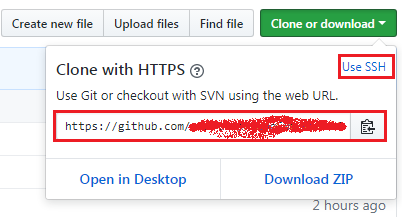 Create new file Upload files Find file Clone or download
Clone with HTTPS Use SSH
Use Git or checkout with SVN using the web URL.
https://github.com/
Open in Desktop Download ZIP
2 hours ago